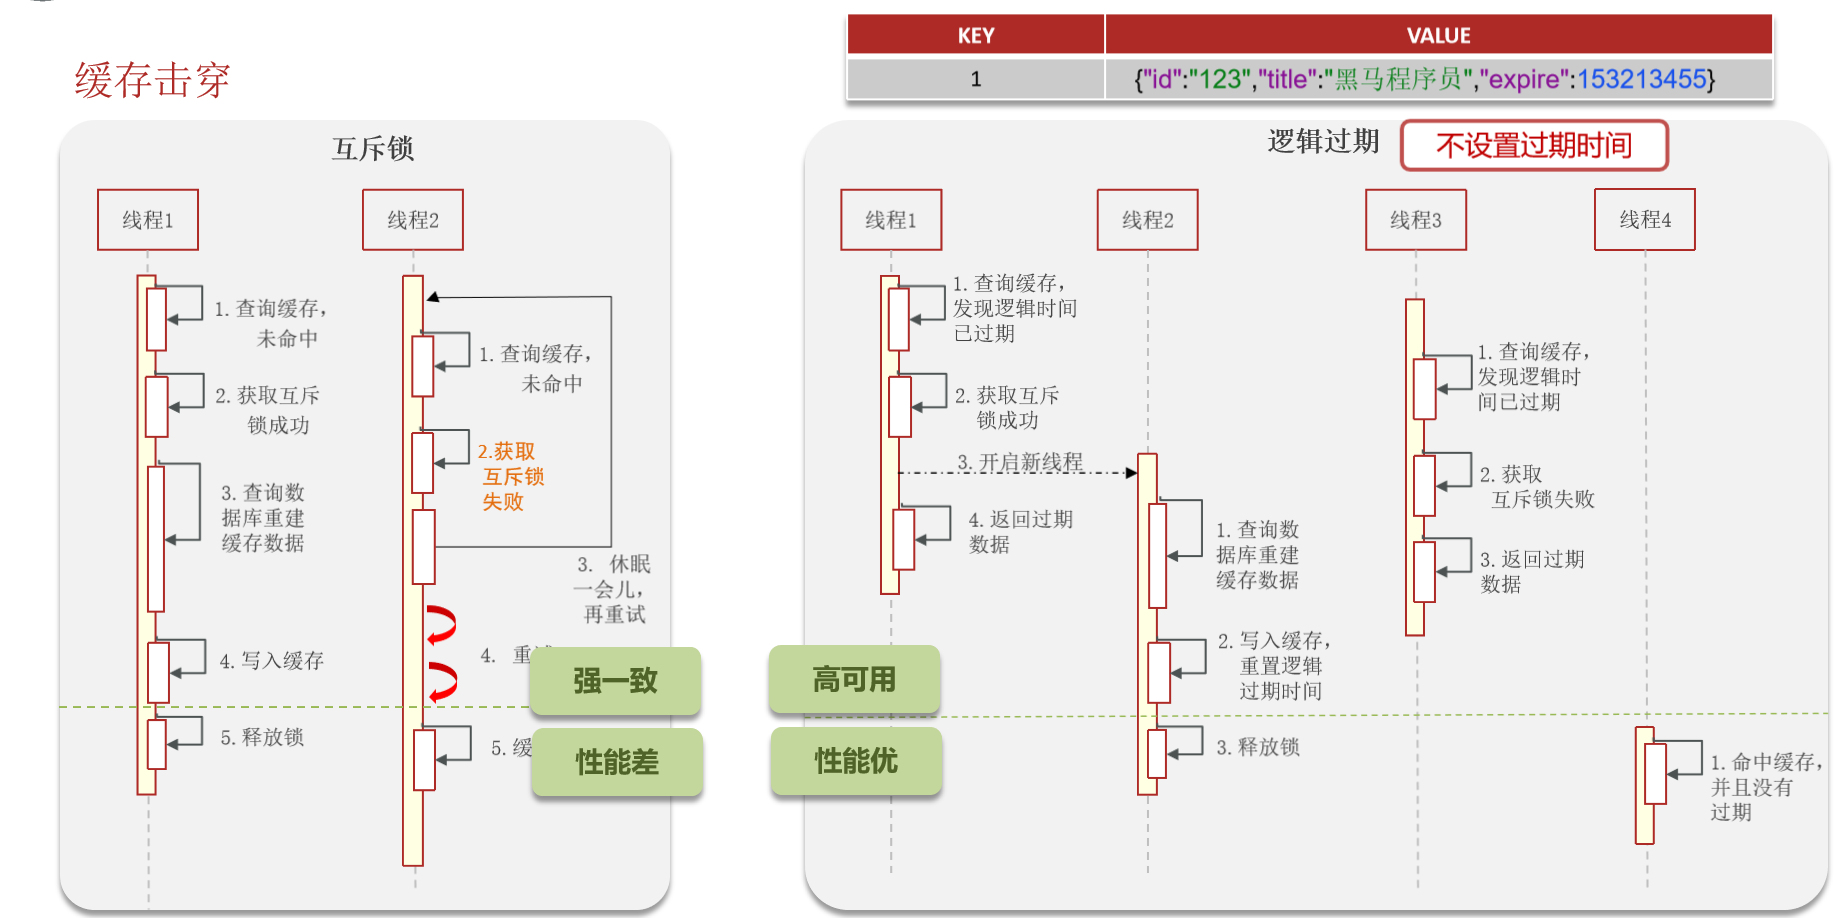 缓存击穿
KEY
VALUE
1
{"id":"123","title":"黑马程序员","expire":153213455}
互斥锁
线程1
线程2
1. 查询缓存，
未命中
2. 获取互斥
锁成功
3. 查询数
据库重建
缓存数据
4. 写入缓存
5. 释放锁
1. 查询缓存，
未命中
2.获取
互斥锁
失败
3. 休眠
一会儿，
再重试
4. 重
5. 缓
强一致
性能差
逻辑过期
不设置过期时间
线程1
线程2
线程3
线程4
1. 查询缓存，
发现逻辑时间
已过期
2. 获取互斥
锁成功
3. 开启新线程
4. 返回过期
数据
1. 查询数
据库重建
缓存数据
2. 写入缓存，
重置逻辑
过期时间
3. 释放锁
1. 查询缓存，
发现逻辑时
间已过期
2. 获取
互斥锁失败
3. 返回过期
数据
1. 命中缓存，
并且没有
过期
高可用
性能优